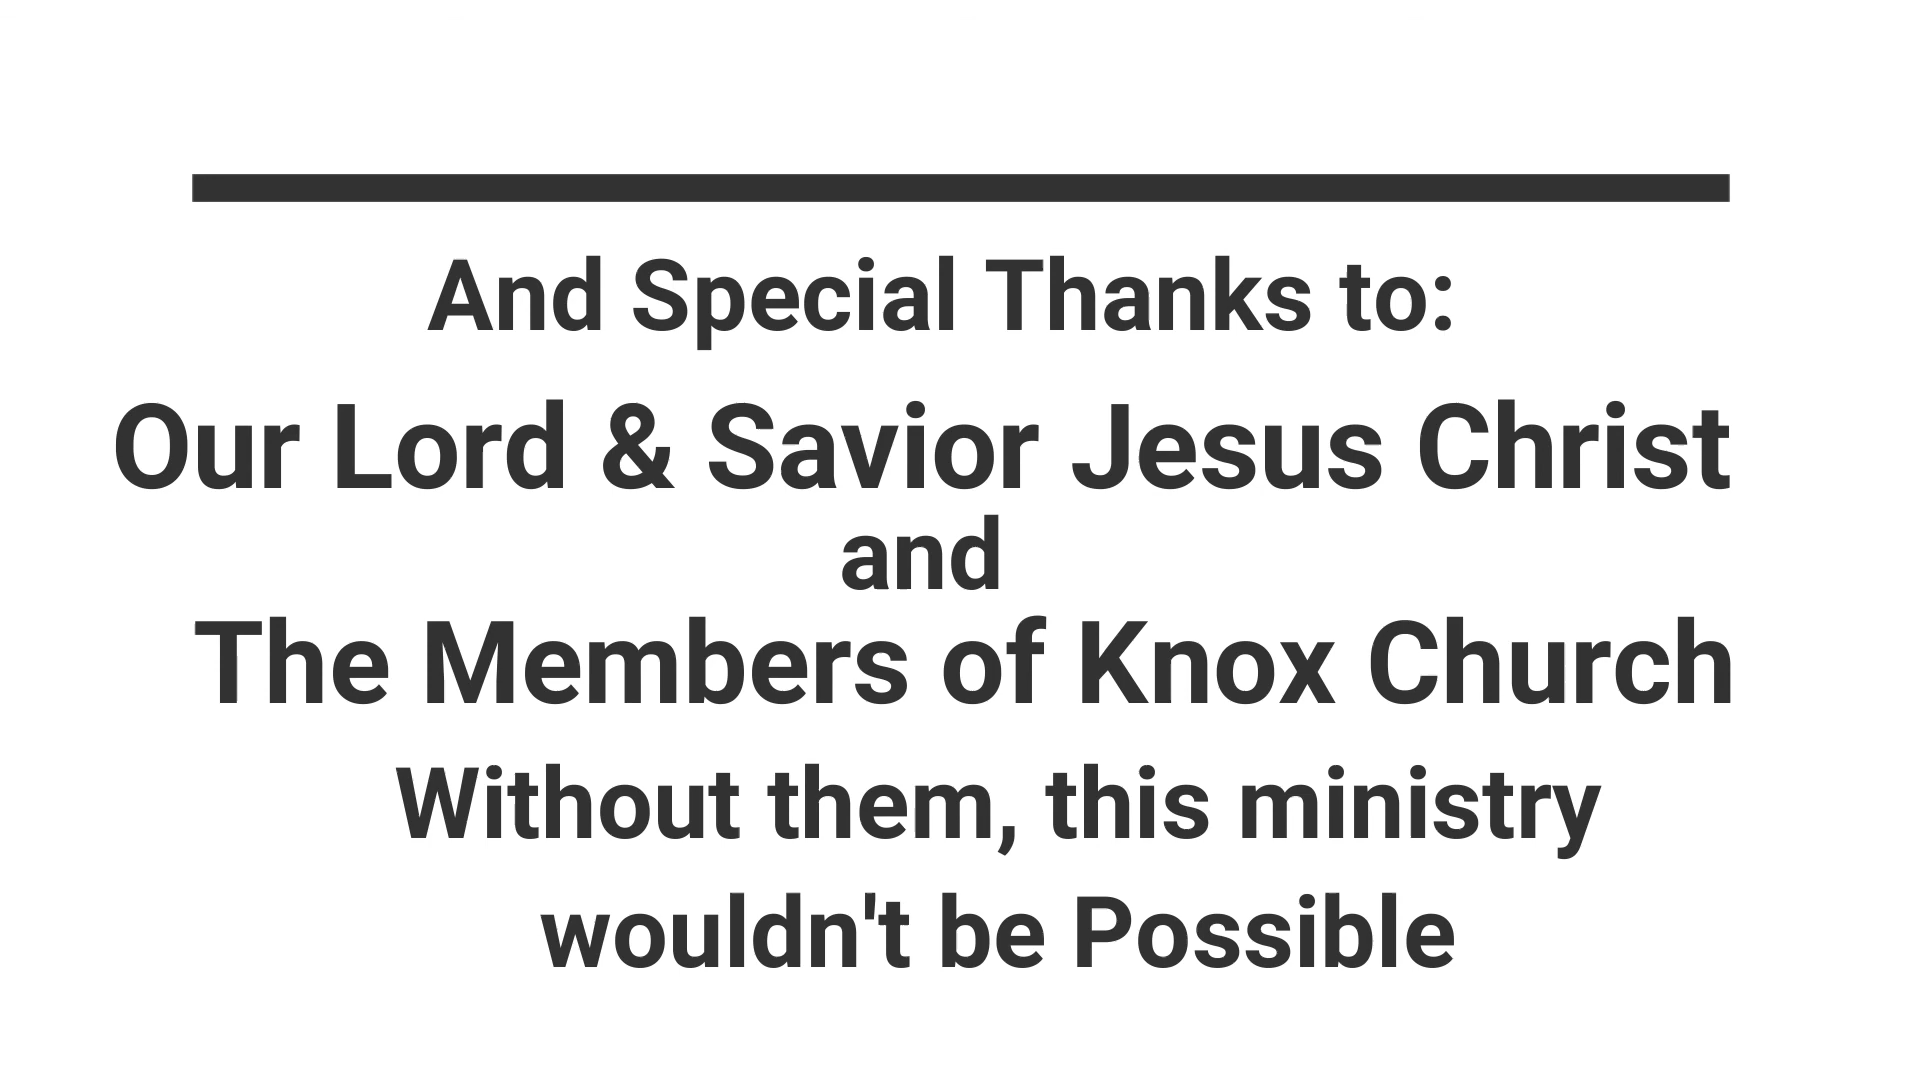 And Special Thanks to:
Our Lord & Savior Jesus Christ
and
The Members of Knox Church
Without them, this ministry
wouldn't be Possible